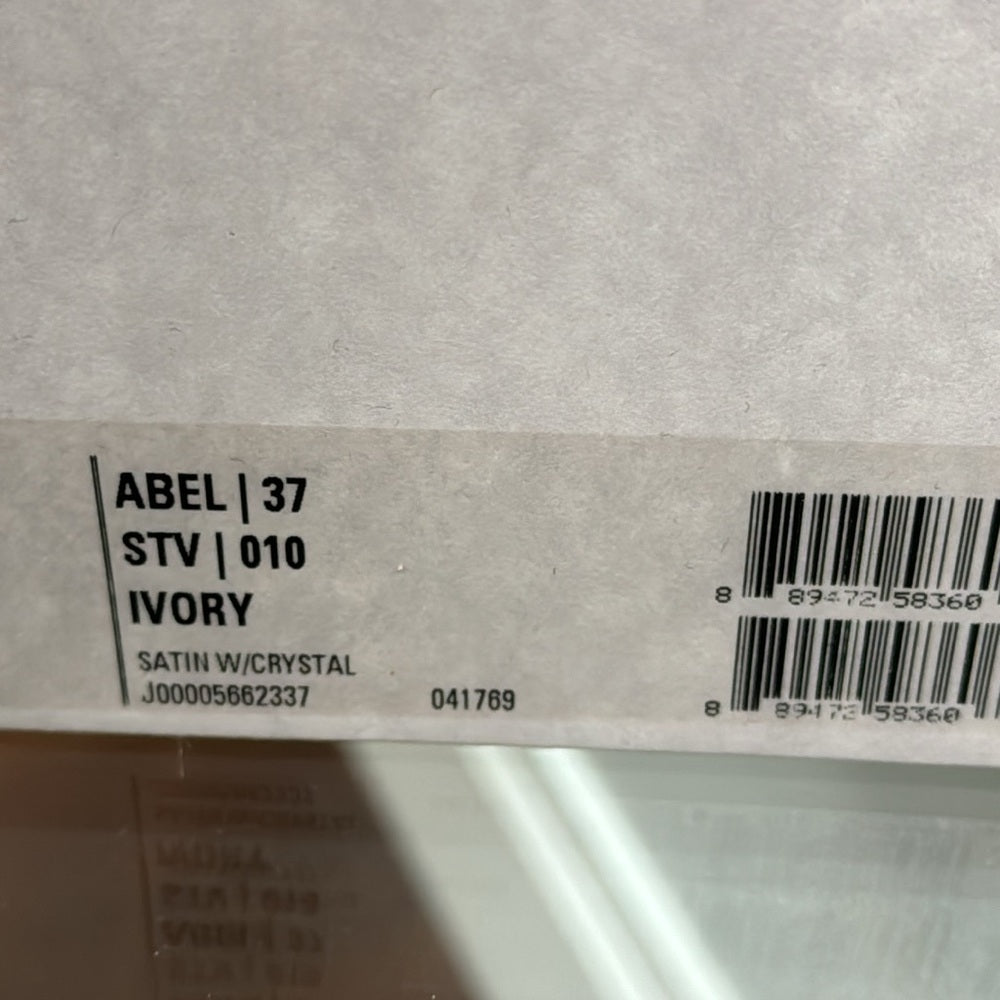 ABEL | 37
STV | 010
IVORY
SATIN W/CRYSTAL
J00005662337 041769
8 89472 58360
8 89472 58360